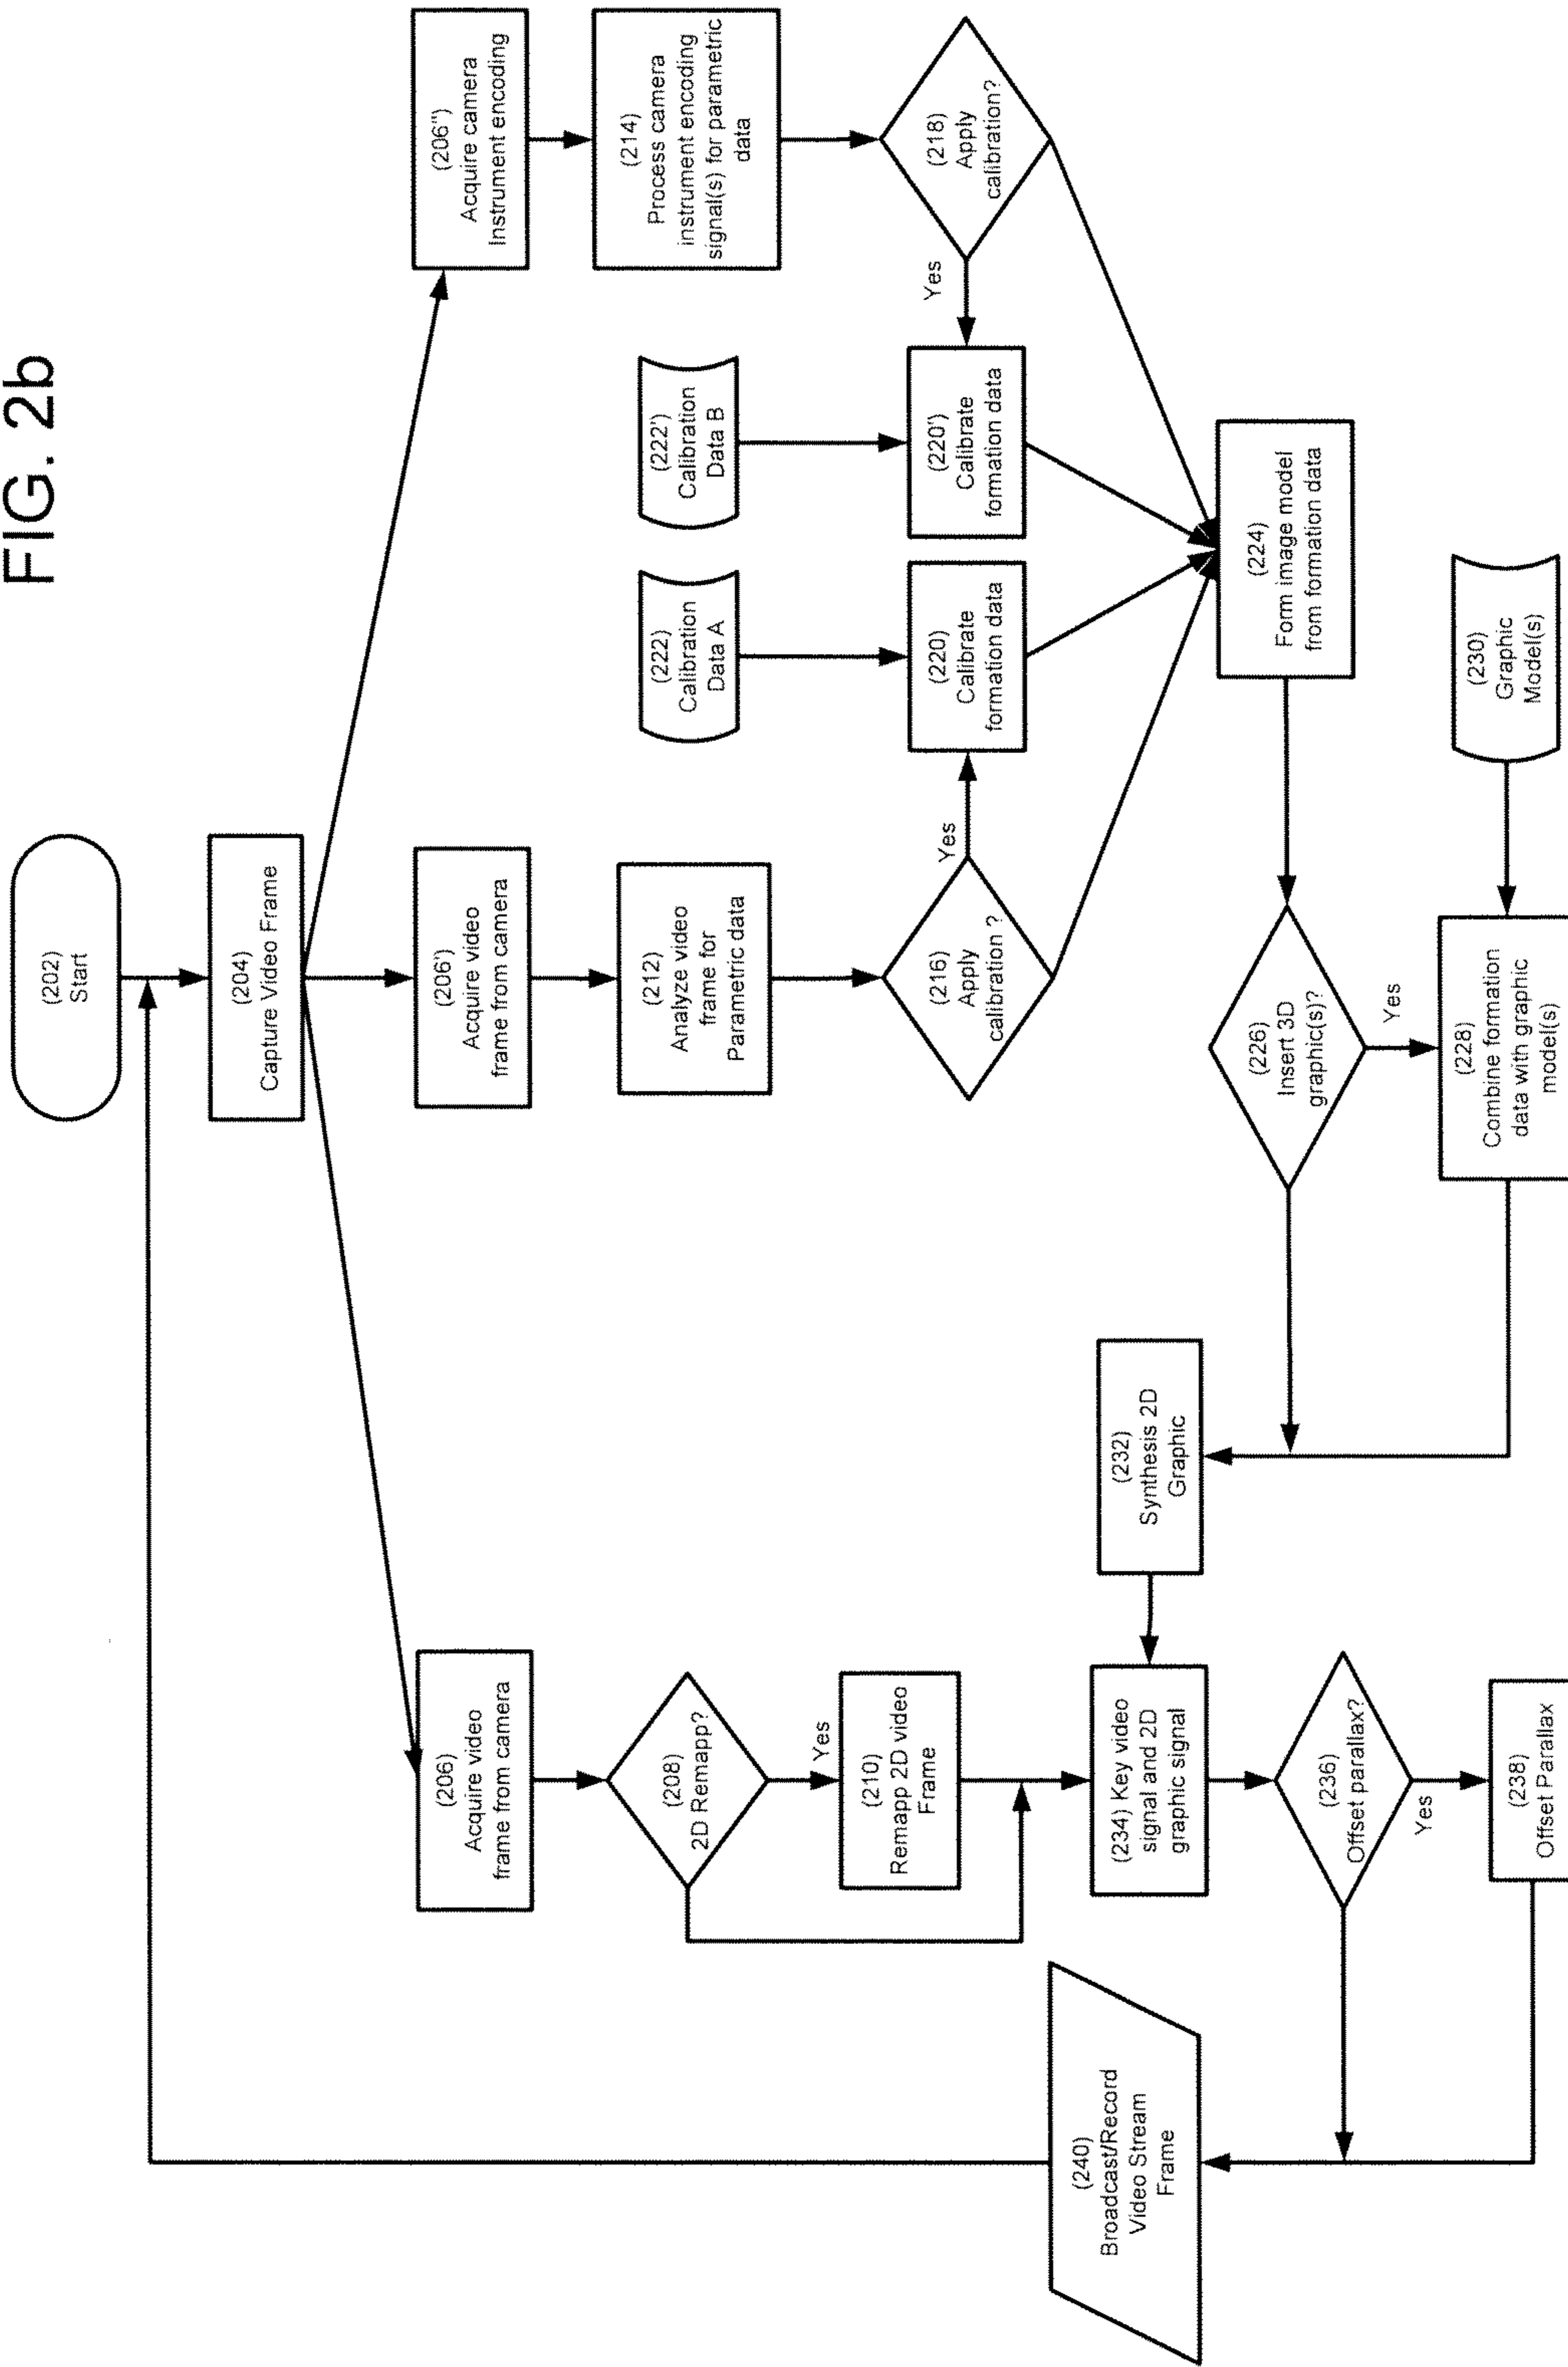 FIG. 2b
(202)
Start
(204)
Capture Video Frame
(206)
Acquire video
frame from camera
(206')
Acquire video
frame from camera
(206")
Acquire camera
Instrument encoding
(208)
2D Remapp?
Yes
(210)
Remapp 2D video
Frame
(212)
Analyze video
frame for
Parametric data
(214)
Process camera
instrument encoding
signal(s) for parametric
data
(216)
Apply
calibration ?
Yes
(222)
Calibration
Data A
(222')
Calibration
Data B
(218)
Apply
calibration?
Yes
(220)
Calibrate
formation data
(220')
Calibrate
formation data
(224)
Form image model
from formation data
(226)
Insert 3D
graphic(s)?
Yes
(228)
Combine formation
data with graphic
model(s)
(230)
Graphic
Model(s)
(232)
Synthesis 2D
Graphic
(234) Key video
signal and 2D
graphic signal
(236)
Offset parallax?
Yes
(238)
Offset Parallax
(240)
Broadcast/Record
Video Stream
Frame